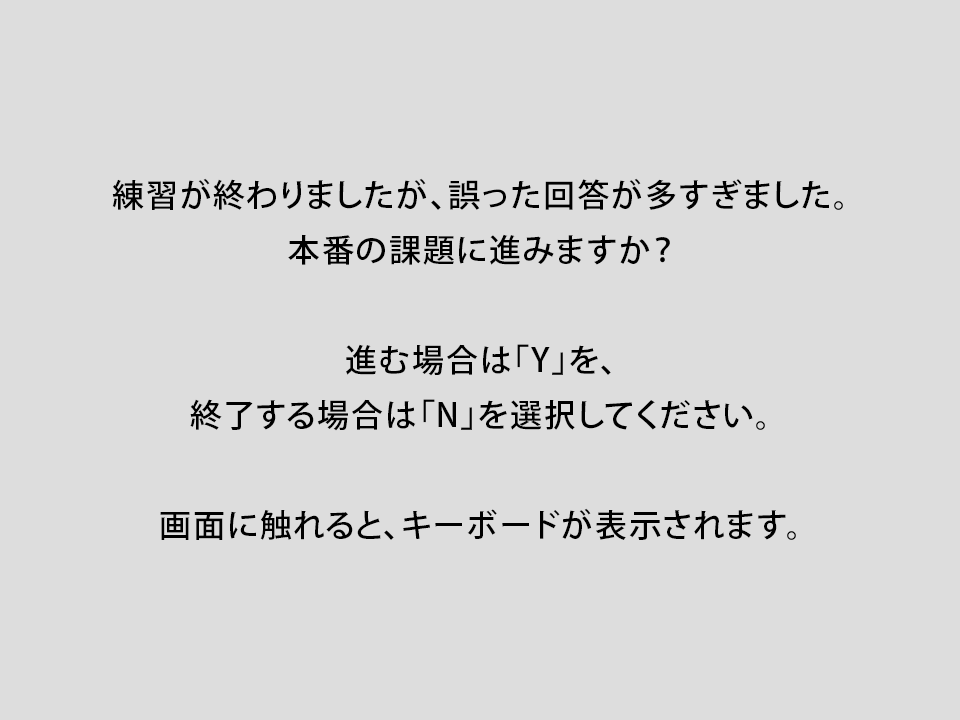 練習が終わりましたが、誤った回答が多すぎました。
本番の課題に進みますか?
進む場合は「Y」を、
終了する場合は「N」を選択してください。
画面に触れると、キーボードが表示されます。